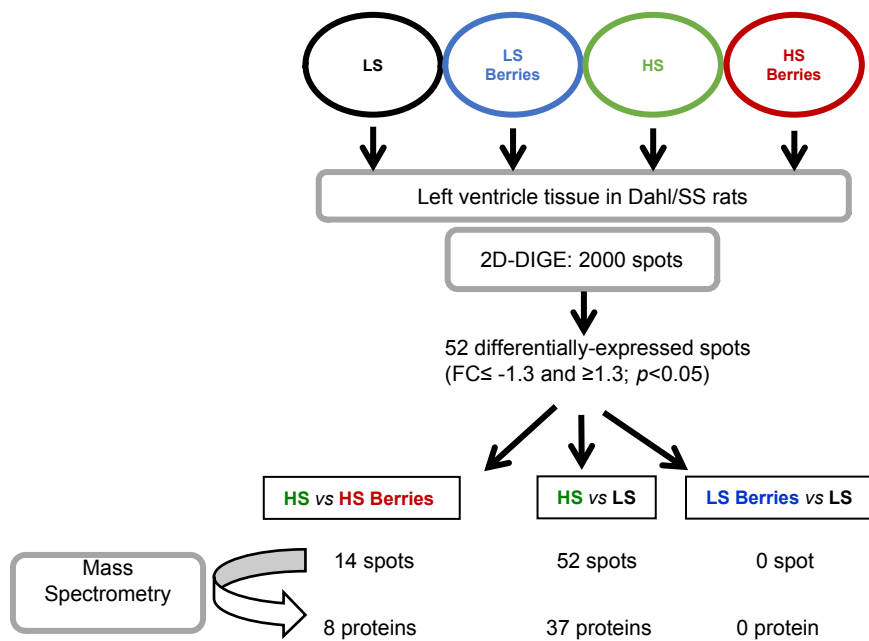 LS
LS
Berries
HS
HS
Berries
Left ventricle tissue in Dahl/SS rats
2D-DIGE: 2000 spots
52 differentially-expressed spots
(FC≤ -1.3 and ≥1.3; p<0.05)
HS vs HS Berries
HS vs LS
LS Berries vs LS
Mass
Spectrometry
14 spots
52 spots
0 spot
8 proteins
37 proteins
0 protein